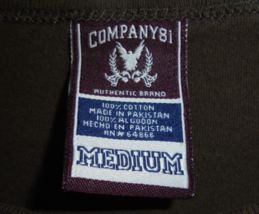 COMPANY81
AUTHENTIC BRAND
100% COTTON
MADE IN PAKISTAN
100% ALGODON
HECHO EN PAKISTAN
RN# 64866
MEDIUM